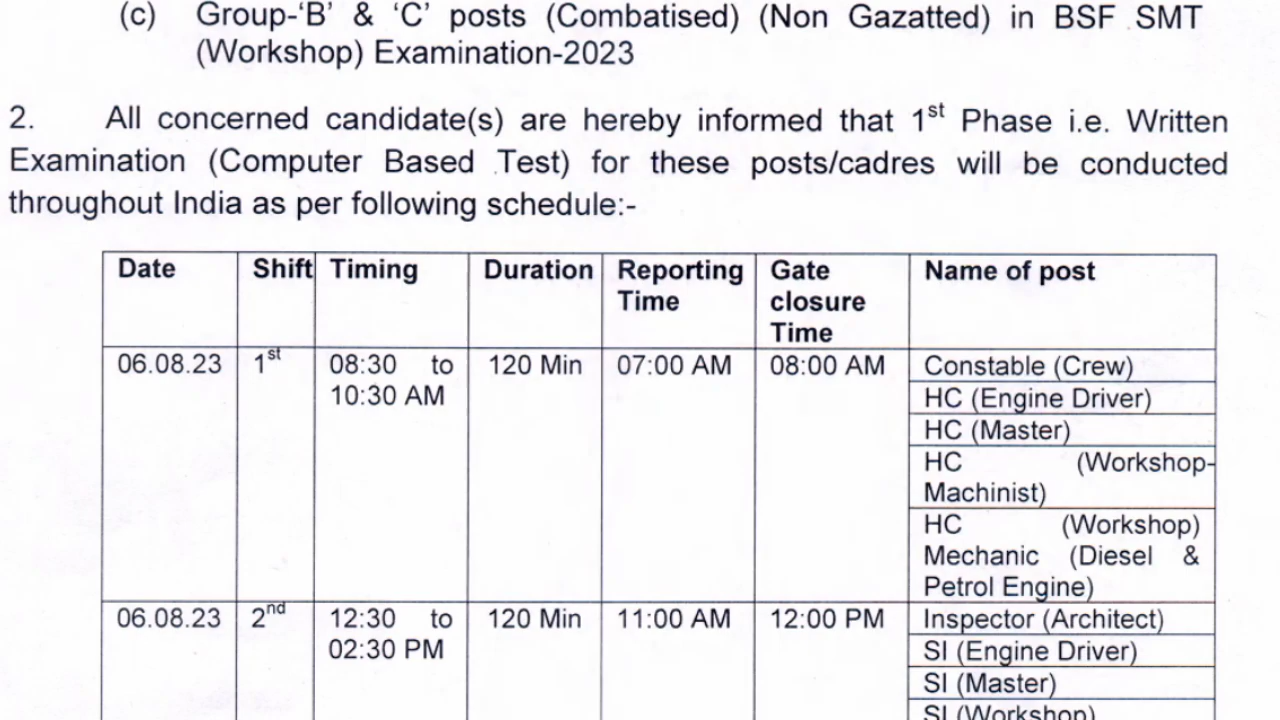 (c) Group-‘B’ & ‘C’ posts (Combatised) (Non Gazatted) in BSF SMT
(Workshop) Examination-2023
2. All concerned candidate(s) are hereby informed that 1st Phase i.e. Written
Examination (Computer Based Test) for these posts/cadres will be conducted
throughout India as per following schedule:-
Date Shift Timing Duration Reporting Time Gate closure Time Name of post
06.08.23 1st 08:30 to 10:30 AM 120 Min 07:00 AM 08:00 AM Constable (Crew)
HC (Engine Driver)
HC (Master)
HC (Workshop-
Machinist)
HC (Workshop)
Mechanic (Diesel &
Petrol Engine)
06.08.23 2nd 12:30 to 02:30 PM 120 Min 11:00 AM 12:00 PM Inspector (Architect)
SI (Engine Driver)
SI (Master)
SI (Workshop)